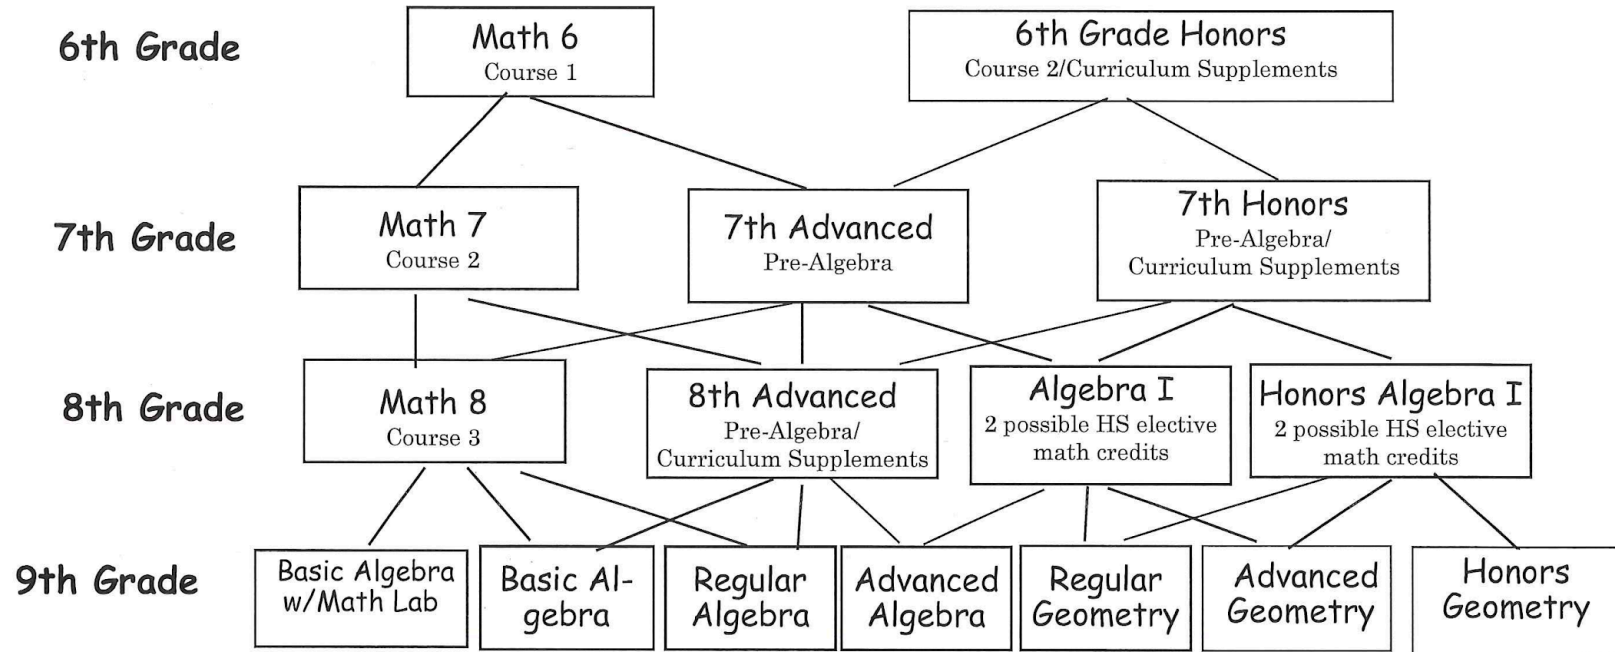 6th Grade
Math 6
Course 1
6th Grade Honors
Course 2/Curriculum Supplements
7th Grade
Math 7
Course 2
7th Advanced
Pre-Algebra
7th Honors
Pre-Algebra/
Curriculum Supplements
8th Grade
Math 8
Course 3
8th Advanced
Pre-Algebra/
Curriculum Supplements
Algebra I
2 possible HS elective
math credits
Honors Algebra I
2 possible HS elective
math credits
9th Grade
Basic Algebra
w/Math Lab
Basic Al-
gebra
Regular
Algebra
Advanced
Algebra
Regular
Geometry
Advanced
Geometry
Honors
Geometry